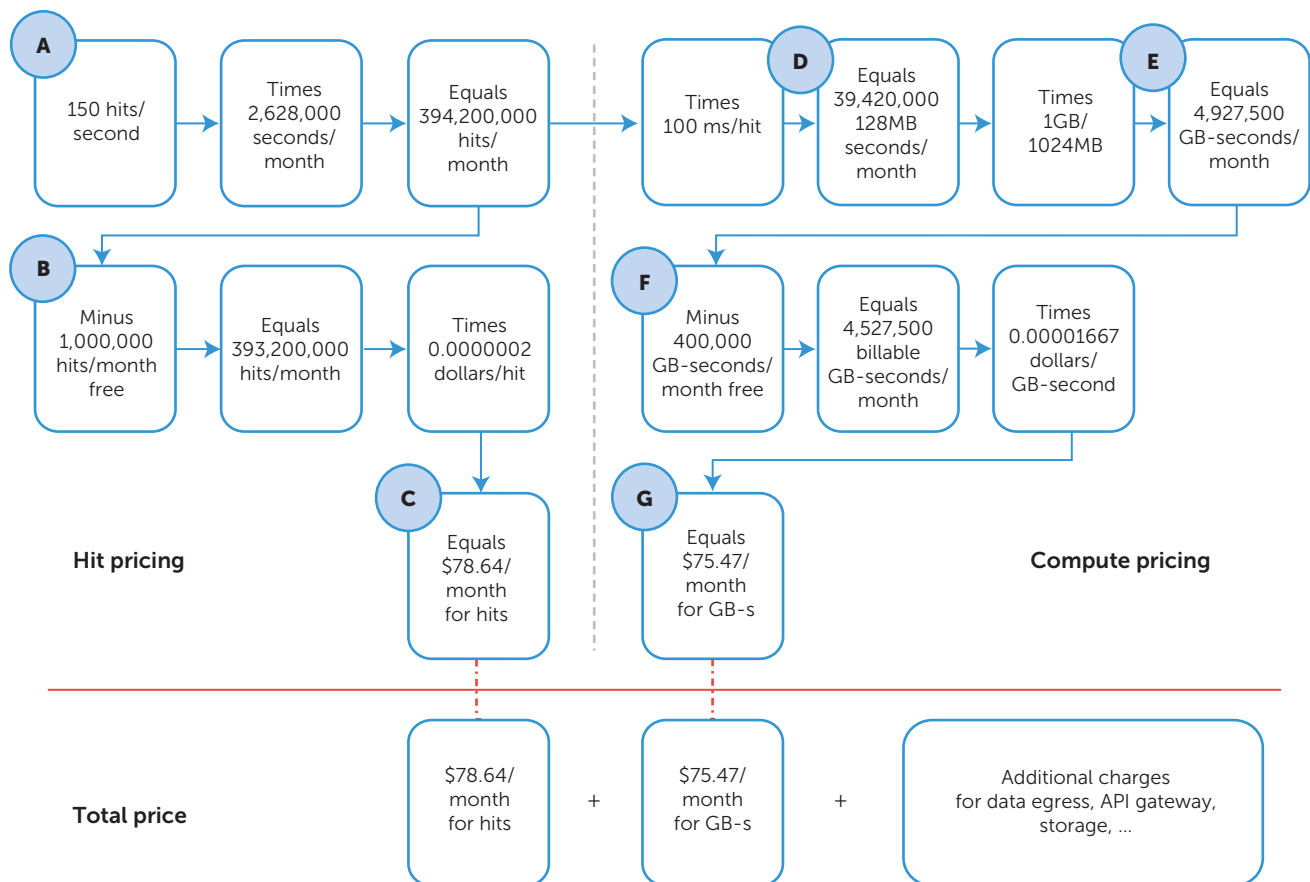 A
150 hits/
second
Times
2,628,000
seconds/
month
Equals
394,200,000
hits/
month
Times
100 ms/hit
D
Equals
39,420,000
128MB
seconds/
month
Times
1GB/
1024MB
E
Equals
4,927,500
GB-seconds/
month
B
Minus
1,000,000
hits/month
free
Equals
393,200,000
hits/month
Times
0.0000002
dollars/hit
F
Minus
400,000
GB-seconds/
month free
Equals
4,527,500
billable
GB-seconds/
month
Times
0.00001667
dollars/
GB-second
C
Equals
$78.64/
month
for hits
G
Equals
$75.47/
month
for GB-s
Hit pricing
Compute pricing
Total price
$78.64/
month
for hits
+
$75.47/
month
for GB-s
+
Additional charges
for data egress, API gateway,
storage, ...